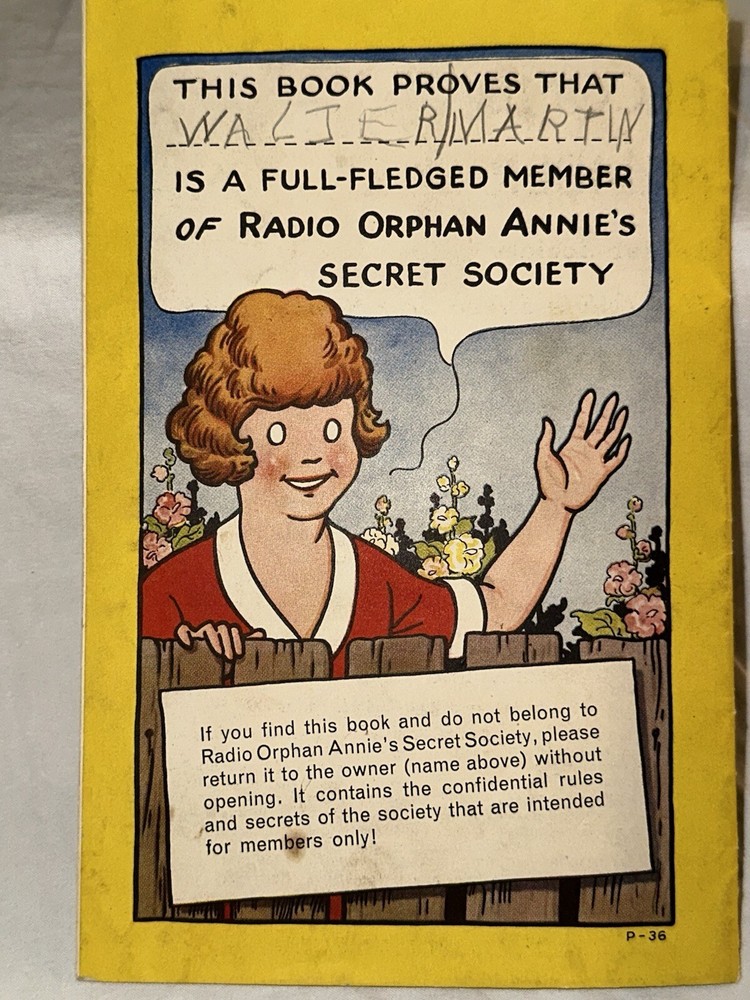 THIS BOOK PROVES THAT
WALTER MARTIN
IS A FULL-FLEDGED MEMBER
OF RADIO ORPHAN ANNIE'S
SECRET SOCIETY
If you find this book and do not belong to
Radio Orphan Annie's Secret Society, please
return it to the owner (name above) without
opening. It contains the confidential rules
and secrets of the society that are intended
for members only!
P-36